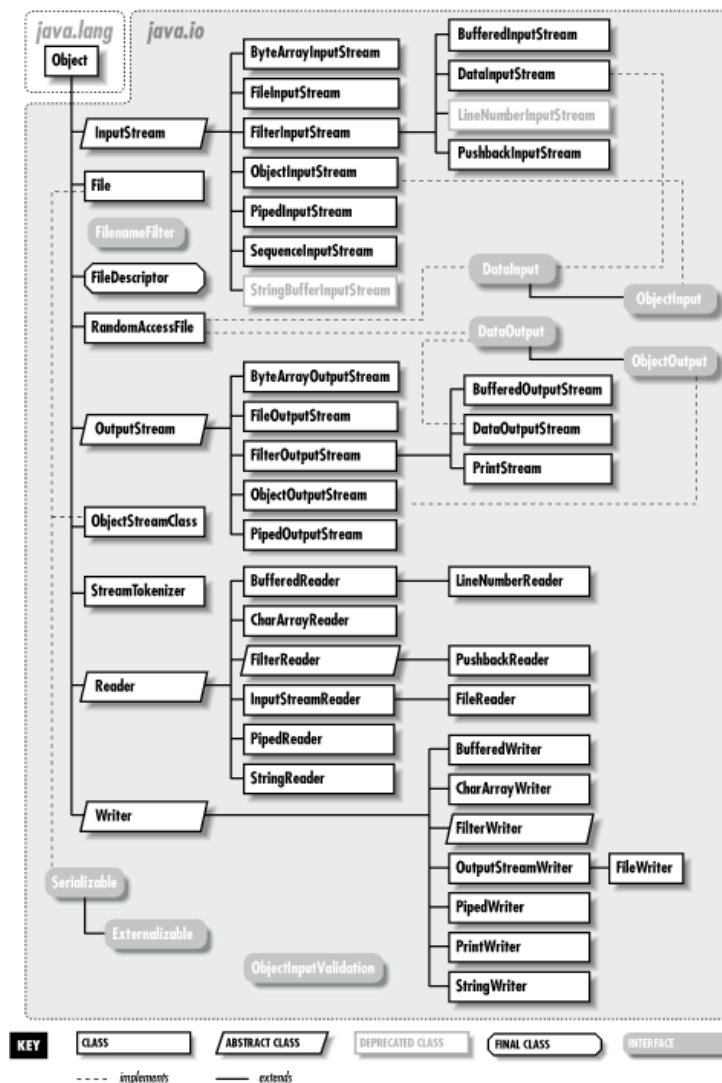 java.lang
java.io
Object
InputStream
File
FilenameFilter
FileDescriptor
RandomAccessFile
OutputStream
ObjectStreamClass
StreamTokenizer
Reader
Writer
Serializable
Externalizable
ByteArrayInputStream
FileInputStream
FilterInputStream
ObjectInputStream
PipedInputStream
SequenceInputStream
StringBufferInputStream
BufferedInputStream
DataInputStream
LineNumberInputStream
PushbackInputStream
DataInput
ObjectInput
DataOutput
ObjectOutput
ByteArrayOutputStream
FileOutputStream
FilterOutputStream
ObjectOutputStream
PipedOutputStream
BufferedOutputStream
DataOutputStream
PrintStream
BufferedReader
CharArrayReader
FilterReader
InputStreamReader
PipedReader
StringReader
LineNumberReader
PushbackReader
FileReader
BufferedWriter
CharArrayWriter
FilterWriter
OutputStreamWriter
FileWriter
PipedWriter
PrintWriter
StringWriter
ObjectInputValidation
KEY
CLASS
ABSTRACT CLASS
DEPRECATED CLASS
FINAL CLASS
INTERFACE
implements
extends